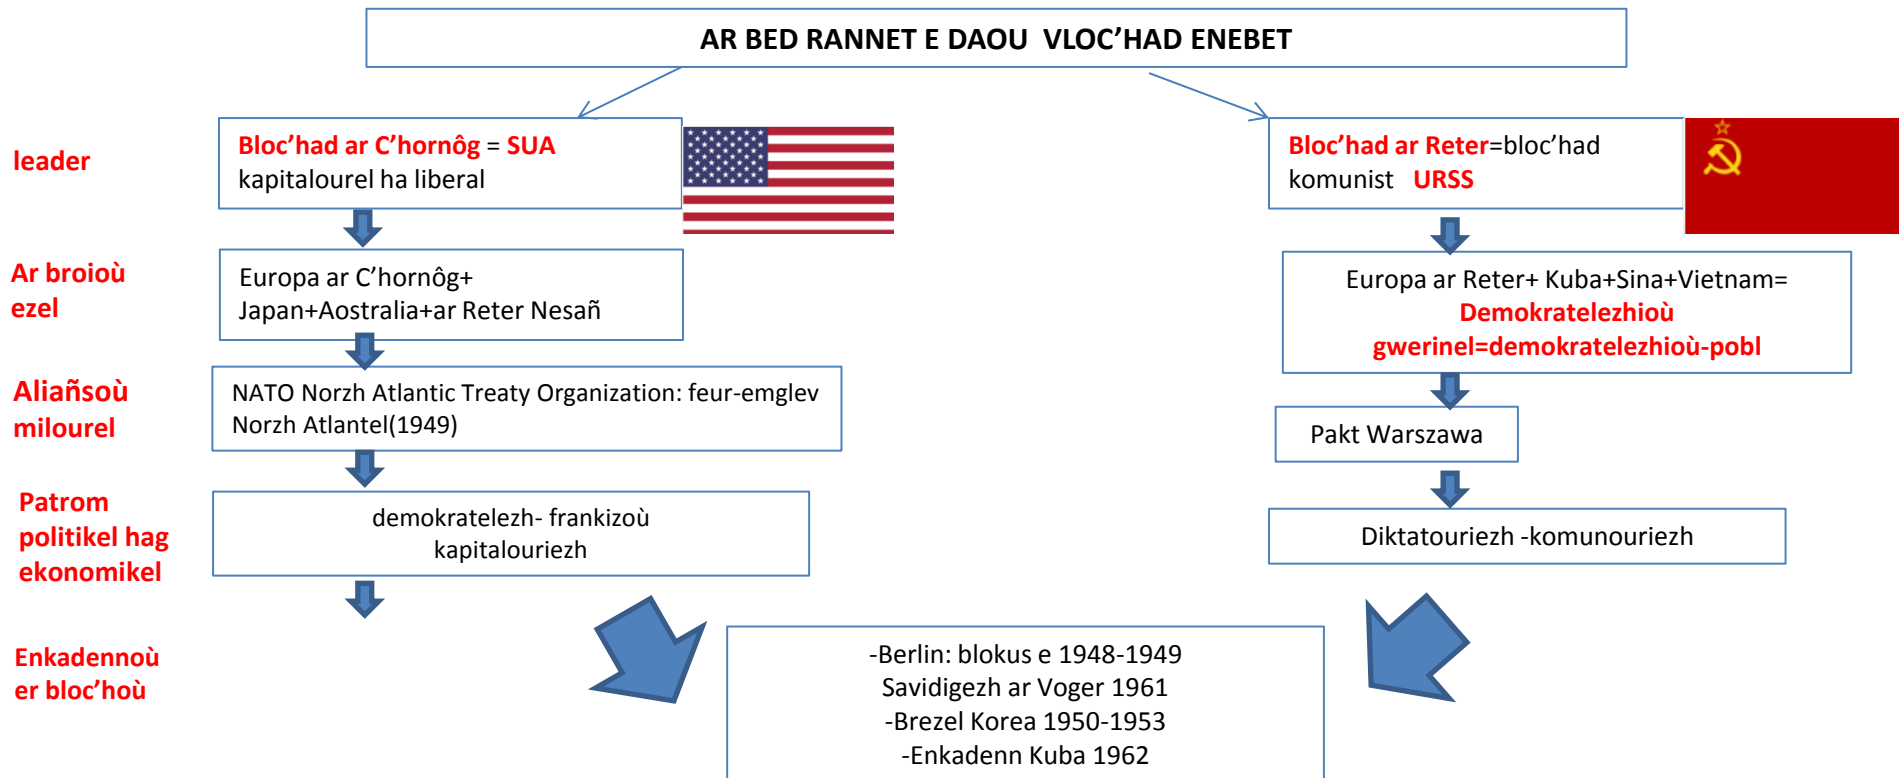 AR BED RANNET E DAOU VLOC’HAD ENEBET
leader
Bloc’had ar C’hornôg = SUA
kapitalourel ha liberal
Bloc’had ar Reter=bloc’had
komunist URSS
Ar broioù
ezel
Europa ar C’hornôg+
Japan+Aostralia+ar Reter Nesañ
Europa ar Reter+ Kuba+Sina+Vietnam=
Demokratelezhioù
gwerinel=demokratelezhioù-pobl
Aliañsoù
milourel
NATO Norzh Atlantic Treaty Organization: feur-emglev
Norzh Atlantel(1949)
Pakt Warszawa
Patrom
politikel hag
ekonomikel
demokratelezh- frankizoù
kapitalouriezh
Diktatouriezh -komunouriezh
Enkadennoù
er bloc’hoù
-Berlin: blokus e 1948-1949
Savidigezh ar Voger 1961
-Brezel Korea 1950-1953
-Enkadenn Kuba 1962